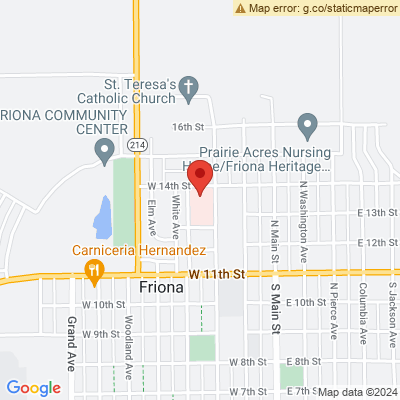 Map error: g.co/staticmaperror
St. Teresa's
Catholic Church
16th St
RIONA COMMUNITY
CENTER
214
Prairie Acres Nursing
Home/Friona Heritage...
W 14th St
Elm Ave
White Ave
N Main St
N Washington Ave
E 13th St
E 12th St
Carniceria Hernandez
W 11th St
Friona
W 10th St
E 10th St
S Main St
N Pierce Ave
Columbia Ave
S Jackson Ave
Grand Ave
Woodland Ave
W 9th St
E 9th St
W 8th St
E 8th St
W 7th St
E 7th St
Google
Map data ©2024